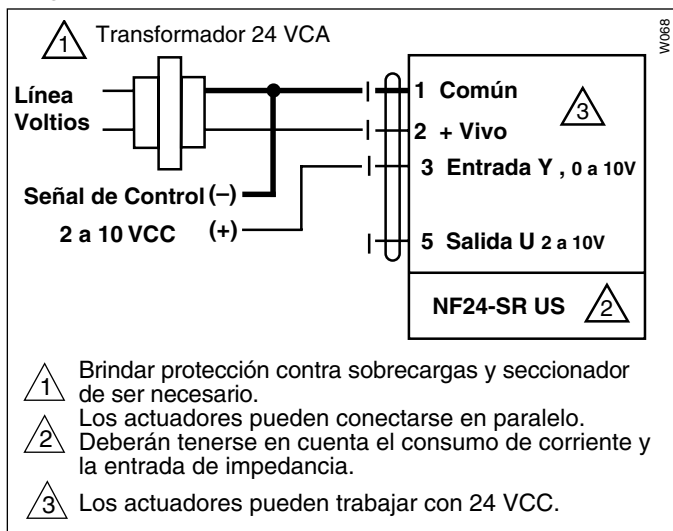 1 Transformador 24 VCA
W068
Línea
Voltios
1 Común
3
2 + Vivo
3 Entrada Y , 0 a 10V
Señal de Control (–)
2 a 10 VCC (+)
5 Salida U 2 a 10V
NF24-SR US 2
1 Brindar protección contra sobrecargas y seccionador
de ser necesario.
2 Los actuadores pueden conectarse en paralelo.
Deberán tenerse en cuenta el consumo de corriente y
la entrada de impedancia.
3 Los actuadores pueden trabajar con 24 VCC.